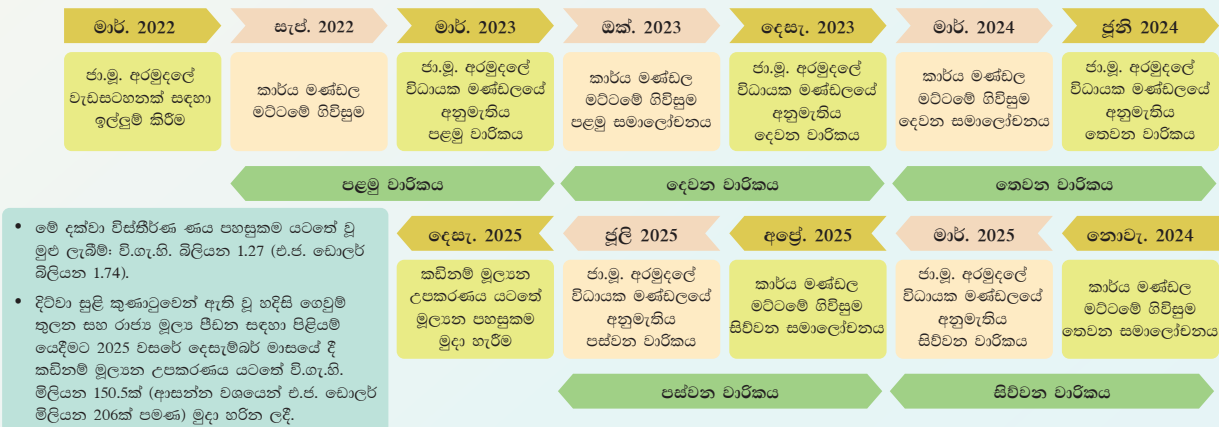 මාර්. 2022
ජා.මූ. අරමුදලේ
වැඩසටහනක් සඳහා
ඉල්ලුම් කිරීම
සැප්. 2022
කාර්ය මණ්ඩල
මට්ටමේ ගිවිසුම
මාර්. 2023
ජා.මූ. අරමුදලේ
විධායක මණ්ඩලයේ
අනුමැතිය
පළමු වාරිකය
ඔක්. 2023
කාර්ය මණ්ඩල
මට්ටමේ ගිවිසුම
පළමු සමාලෝචනය
දෙසැ. 2023
ජා.මූ. අරමුදලේ
විධායක මණ්ඩලයේ
අනුමැතිය
දෙවන වාරිකය
මාර්. 2024
කාර්ය මණ්ඩල
මට්ටමේ ගිවිසුම
දෙවන සමාලෝචනය
ජූනි 2024
ජා.මූ. අරමුදලේ
විධායක මණ්ඩලයේ
අනුමැතිය
තෙවන වාරිකය
පළමු වාරිකය
දෙවන වාරිකය
තෙවන වාරිකය
• මේ දක්වා විස්තීර්ණ ණය පහසුකම යටතේ වූ
මුළු ලැබීම්: වි.ගැ.හි. බිලියන 1.27 (එ.ජ. ඩොලර්
බිලියන 1.74).
• දිට්වා සුළි කුණාටුවෙන් ඇති වූ හදිසි ගෙවුම්
තුලන සහ රාජ්‍ය මූල්‍ය පීඩන සඳහා පිළියම්
යෙදීමට 2025 වසරේ දෙසැම්බර් මාසයේ දී
කඩිනම් මූල්‍යන උපකරණය යටතේ වි.ගැ.හි.
මිලියන 150.5ක් (ආසන්න වශයෙන් එ.ජ. ඩොලර්
මිලියන 206ක් පමණ) මුදා හරින ලදී.
දෙසැ. 2025
කඩිනම් මූල්‍යන
උපකරණය යටතේ
මූල්‍යන පහසුකම
මුදා හැරීම
ජූලි 2025
ජා.මූ. අරමුදලේ
විධායක මණ්ඩලයේ
අනුමැතිය
පස්වන වාරිකය
අප්‍රේ. 2025
කාර්ය මණ්ඩල
මට්ටමේ ගිවිසුම
සිව්වන සමාලෝචනය
මාර්. 2025
ජා.මූ. අරමුදලේ
විධායක මණ්ඩලයේ
අනුමැතිය
සිව්වන වාරිකය
නොවැ. 2024
කාර්ය මණ්ඩල
මට්ටමේ ගිවිසුම
තෙවන සමාලෝචනය
පස්වන වාරිකය
සිව්වන වාරිකය